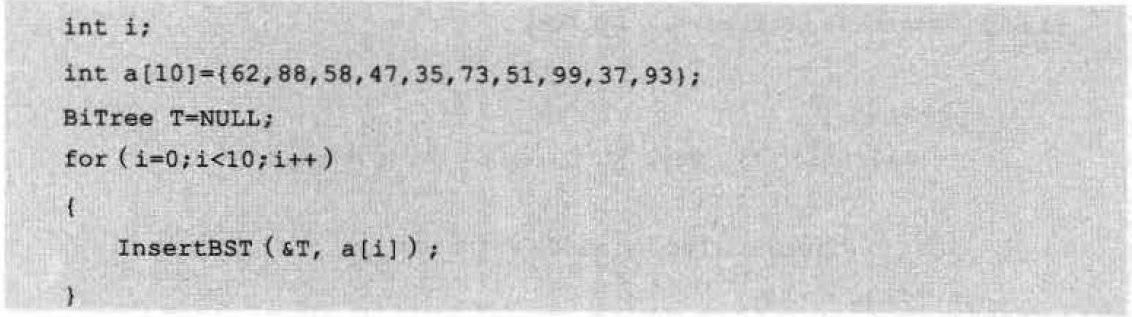 int i;
int a[10]={62,88,58,47,35,73,51,99,37,93};
BiTree T=NULL;
for(i=0;i<10;i++)
{
InsertBST(&T, a[i]);
}